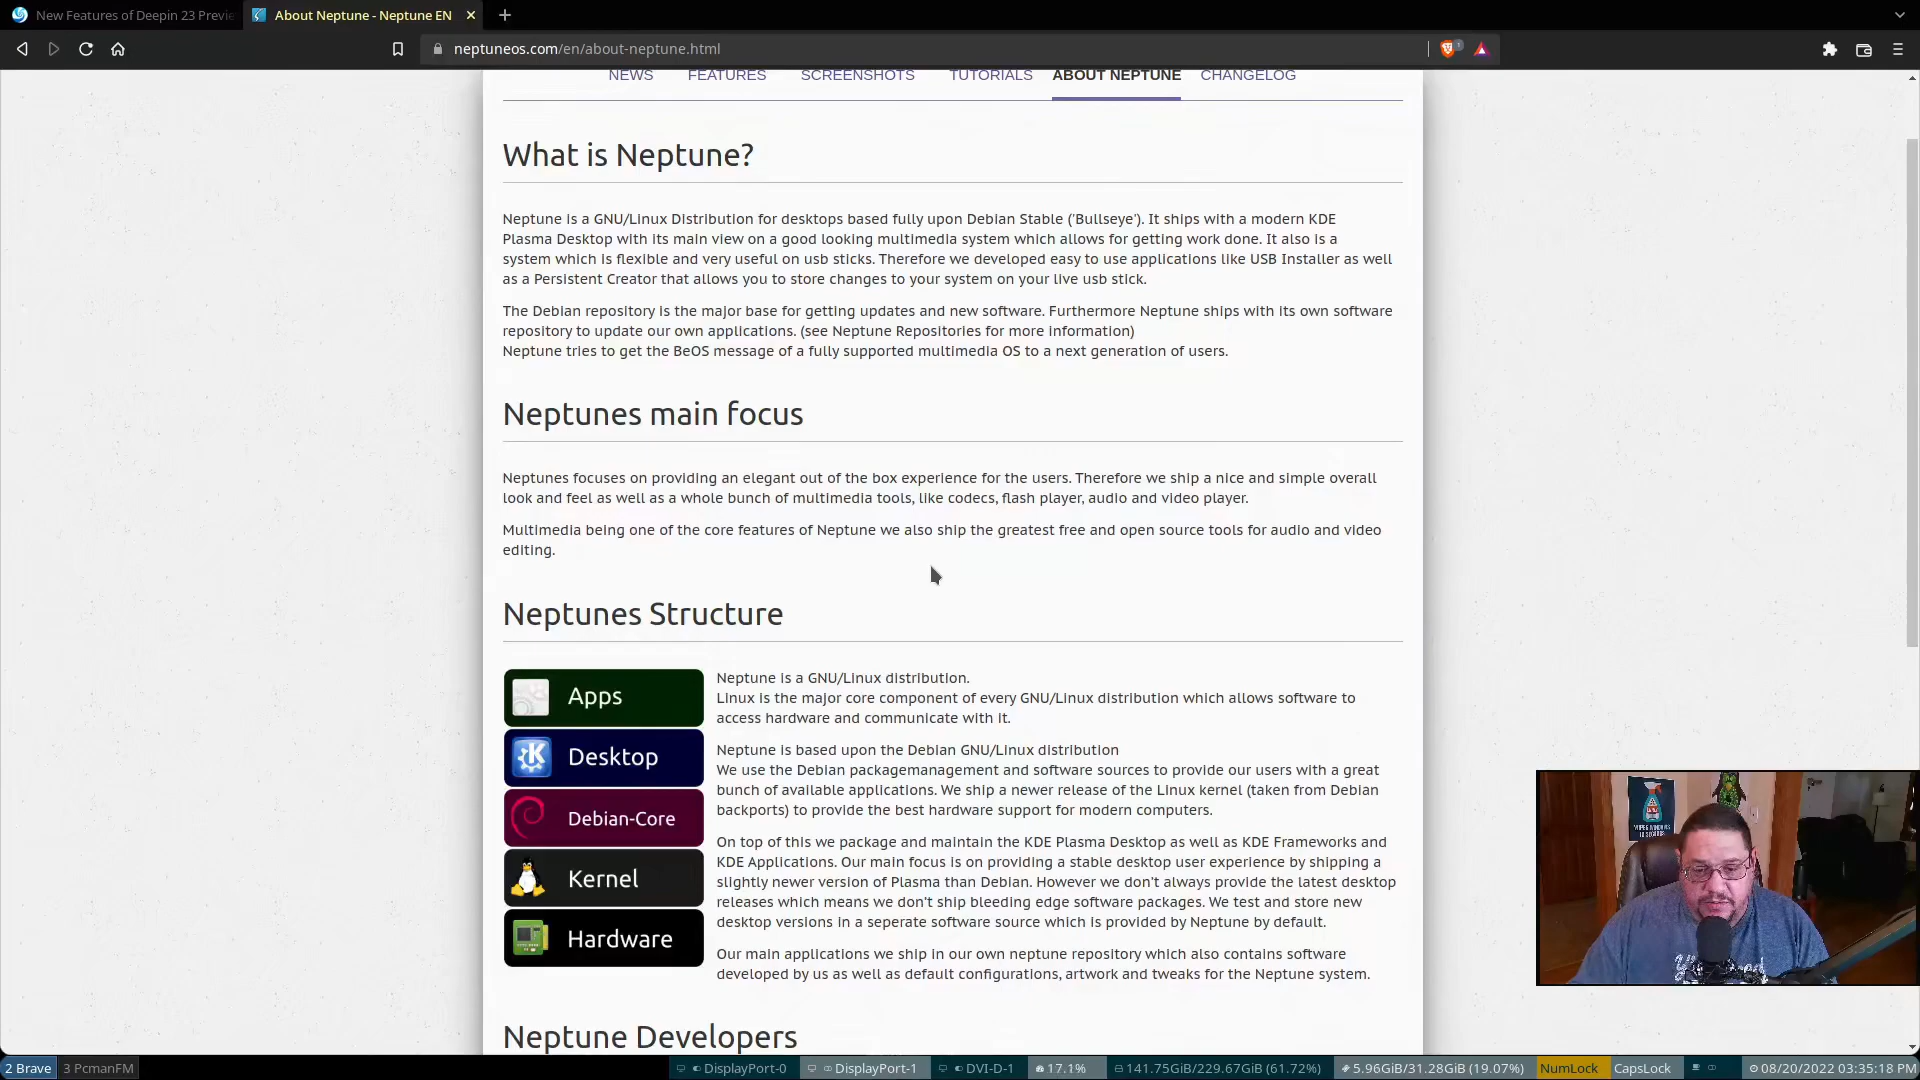 New Features of Deepin 23 Previe
About Neptune - Neptune EN
neptuneos.com/en/about-neptune.html
NEWS FEATURES SCREENSHOTS TUTORIALS ABOUT NEPTUNE CHANGELOG
What is Neptune?
Neptune is a GNU/Linux Distribution for desktops based fully upon Debian Stable ('Bullseye'). It ships with a modern KDE
Plasma Desktop with its main view on a good looking multimedia system which allows for getting work done. It also is a
system which is flexible and very useful on usb sticks. Therefore we developed easy to use applications like USB Installer as well
as a Persistent Creator that allows you to store changes to your system on your live usb stick.
The Debian repository is the major base for getting updates and new software. Furthermore Neptune ships with its own software
repository to update our own applications. (see Neptune Repositories for more information)
Neptune tries to get the BeOS message of a fully supported multimedia OS to a next generation of users.
Neptunes main focus
Neptunes focuses on providing an elegant out of the box experience for the users. Therefore we ship a nice and simple overall
look and feel as well as a whole bunch of multimedia tools, like codecs, flash player, audio and video player.
Multimedia being one of the core features of Neptune we also ship the greatest free and open source tools for audio and video
editing.
Neptunes Structure
Apps
Desktop
Debian-Core
Kernel
Hardware
Neptune is a GNU/Linux distribution.
Linux is the major core component of every GNU/Linux distribution which allows software to
access hardware and communicate with it.
Neptune is based upon the Debian GNU/Linux distribution
We use the Debian packagemanagement and software sources to provide our users with a great
bunch of available applications. We ship a newer release of the Linux kernel (taken from Debian
backports) to provide the best hardware support for modern computers.
On top of this we package and maintain the KDE Plasma Desktop as well as KDE Frameworks and
KDE Applications. Our main focus is on providing a stable desktop user experience by shipping a
slightly newer version of Plasma than Debian. However we don't always provide the latest desktop
releases which means we don't ship bleeding edge software packages. We test and store new
desktop versions in a seperate software source which is provided by Neptune by default.
Our main applications we ship in our own neptune repository which also contains software
developed by us as well as default configurations, artwork and tweaks for the Neptune system.
Neptune Developers
2 Brave 3 PcmanFM DisplayPort-0 DisplayPort-1 DVI-D-1 17.1% 141.75GiB/229.67GiB (61.72%) 5.96GiB/31.28GiB (19.07%) NumLock CapsLock 08/20/2022 03:35:18 PM